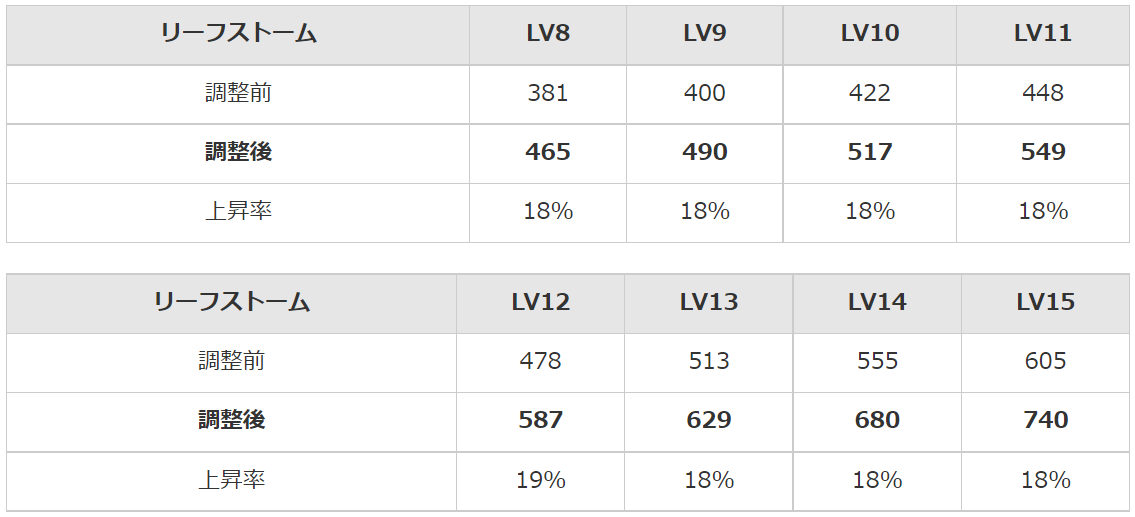 リーフストーム LV8 LV9 LV10 LV11
調整前 381 400 422 448
調整後 465 490 517 549
上昇率 18% 18% 18% 18%
リーフストーム LV12 LV13 LV14 LV15
調整前 478 513 555 605
調整後 587 629 680 740
上昇率 19% 18% 18% 18%